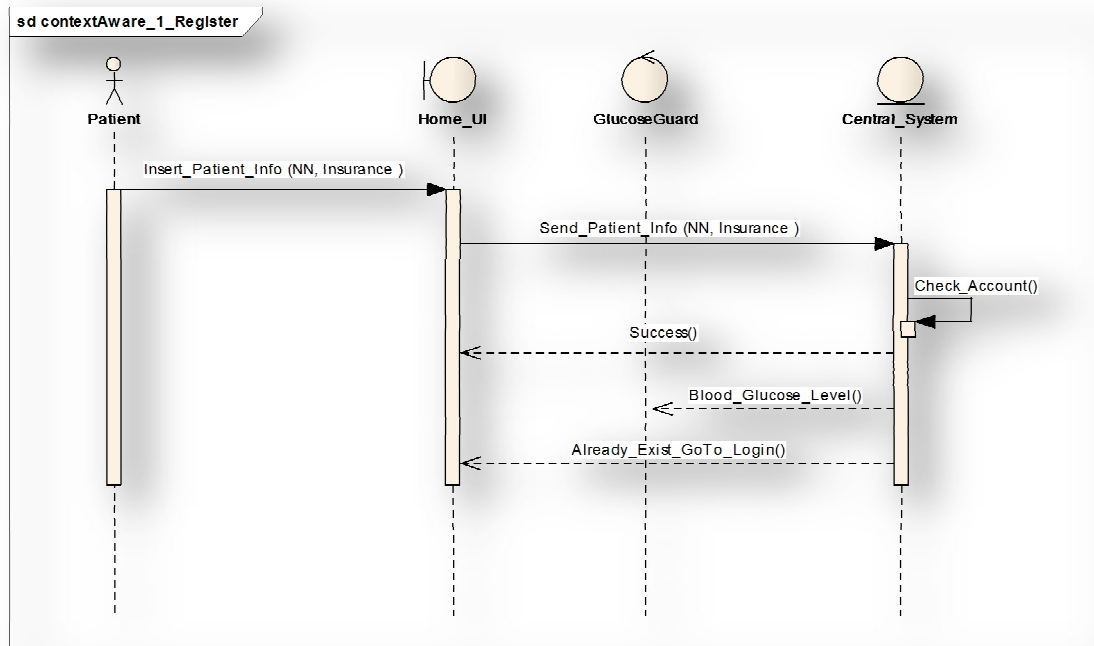 sd contextAware_1_Register
Patient
Home_UI
GlucoseGuard
Central_System
Insert_Patient_Info (NN, Insurance )
Send_Patient_Info (NN, Insurance )
Check_Account()
Success()
Blood_Glucose_Level()
Already_Exist_GoTo_Login()